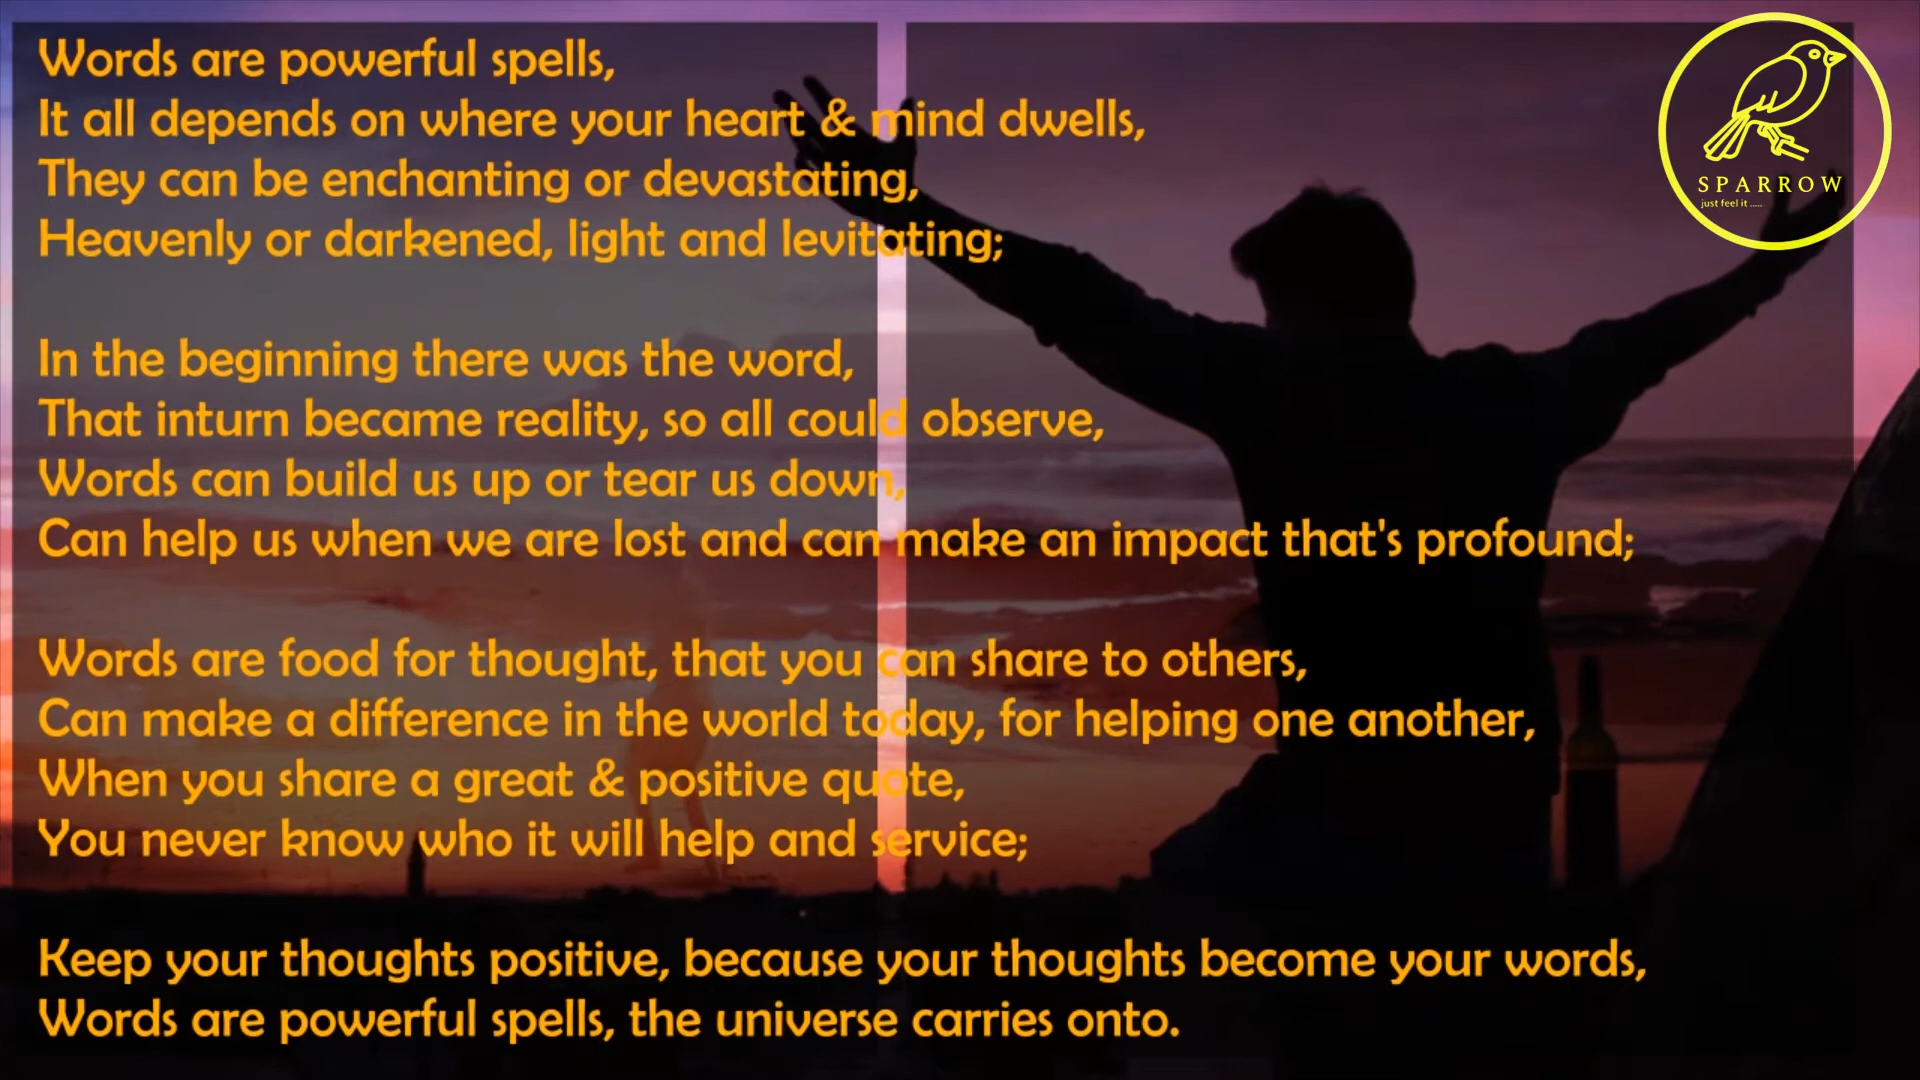 Words are powerful spells,
It all depends on where your heart & mind dwells,
They can be enchanting or devastating,
Heavenly or darkened, light and levitating;
In the beginning there was the word,
That inturn became reality, so all could observe,
Words can build us up or tear us down,
Can help us when we are lost and can make an impact that's profound;
Words are food for thought, that you can share to others,
Can make a difference in the world today, for helping one another,
When you share a great & positive quote,
You never know who it will help and service;
Keep your thoughts positive, because your thoughts become your words,
Words are powerful spells, the universe carries onto.
SPARROW
just feel it .....